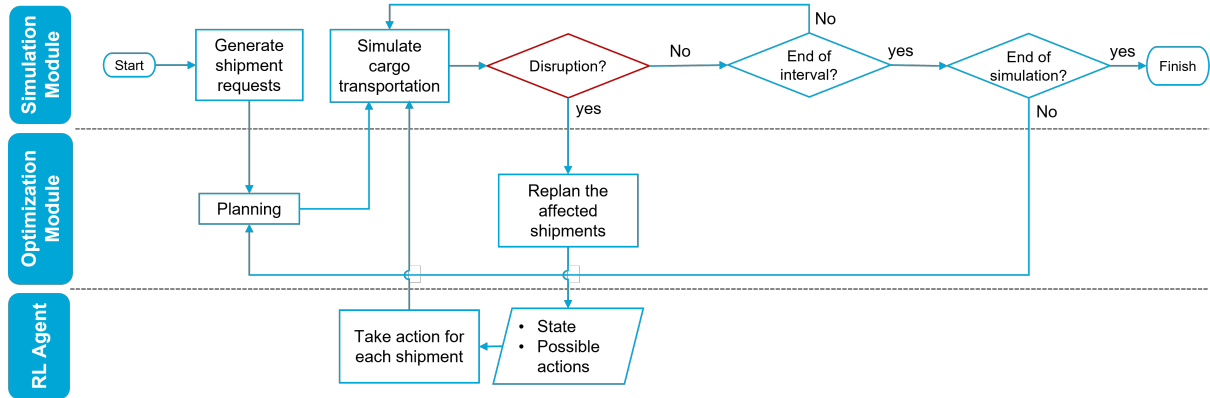 Simulation
Module
Start
Generate
shipment
requests
Simulate
cargo
transportation
Disruption?
No
yes
End of
interval?
No
yes
End of
simulation?
yes
No
Finish
Optimization
Module
Planning
Replan the
affected
shipments
RL Agent
Take action for
each shipment
• State
• Possible
actions